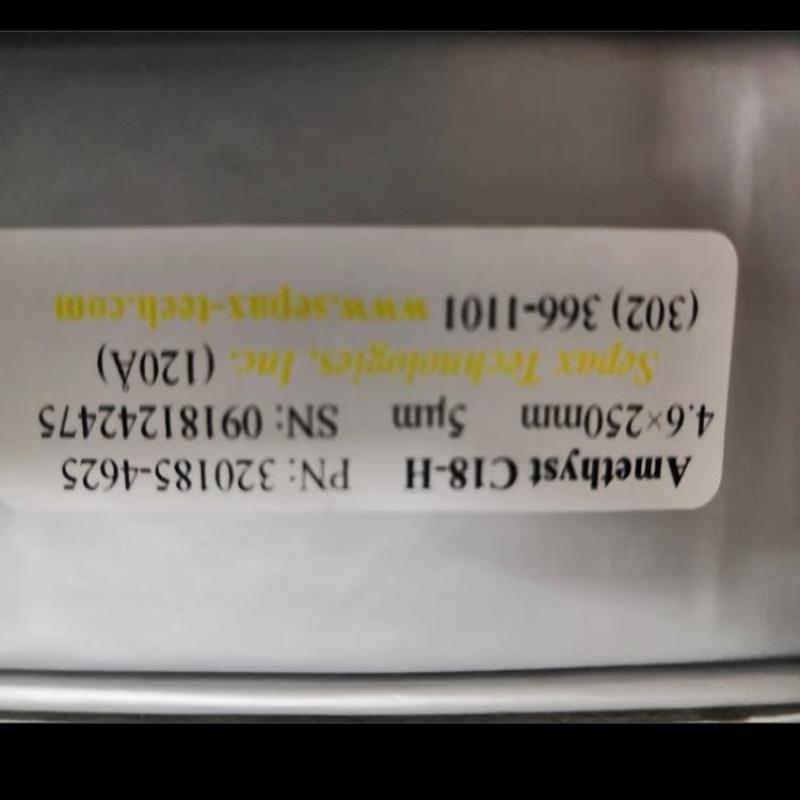 Amethyst C18-H PN: 320185-4625
4.6×250mm 5μm SN: 09181242475
Sepax Technologies, Inc. (120Å)
(302) 366-1101 www.sepax-tech.com